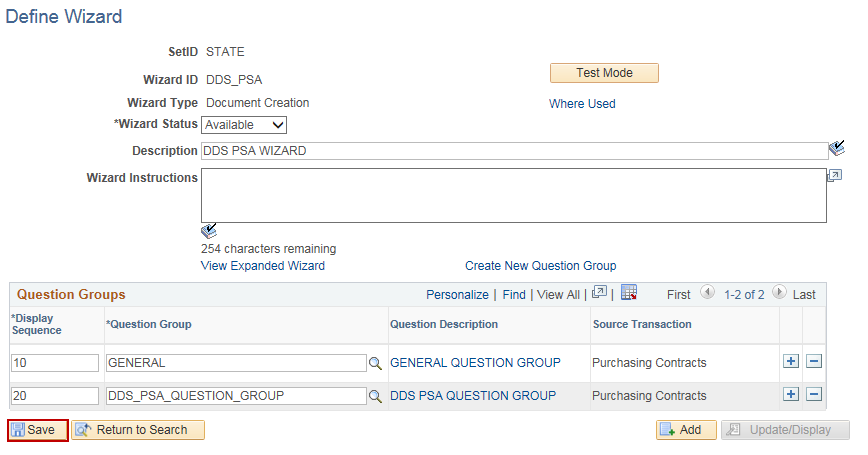 Define Wizard
SetID STATE
Wizard ID DDS_PSA
Test Mode
Wizard Type Document Creation
Where Used
*Wizard Status Available
Description DDS PSA WIZARD
Wizard Instructions
254 characters remaining
View Expanded Wizard Create New Question Group
Question Groups Personalize | Find | View All | | First 1-2 of 2 Last
*Display Sequence *Question Group Question Description Source Transaction
10 GENERAL GENERAL QUESTION GROUP Purchasing Contracts
20 DDS_PSA_QUESTION_GROUP DDS PSA QUESTION GROUP Purchasing Contracts
Save Return to Search Add Update/Display